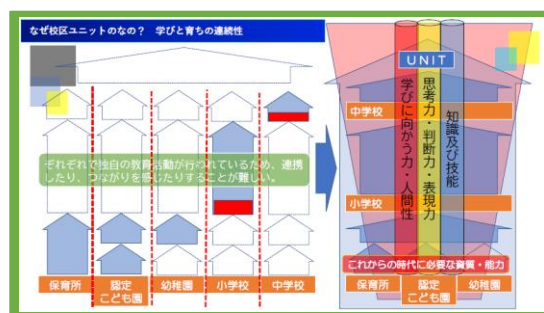 なぜ校区ユニットのなの？　学びと育ちの連続性
ぞれぞれで独自の教育活動が行われているため、連携
したり、つながりを感じたりすることが難しい。
保育所
認定
こども園
幼稚園
小学校
中学校
UNIT
学びに向かう力・人間性
思考力・判断力・表現力
知識及び技能
中学校
小学校
これからの時代に必要な資質・能力
保育所
認定
こども園
幼稚園